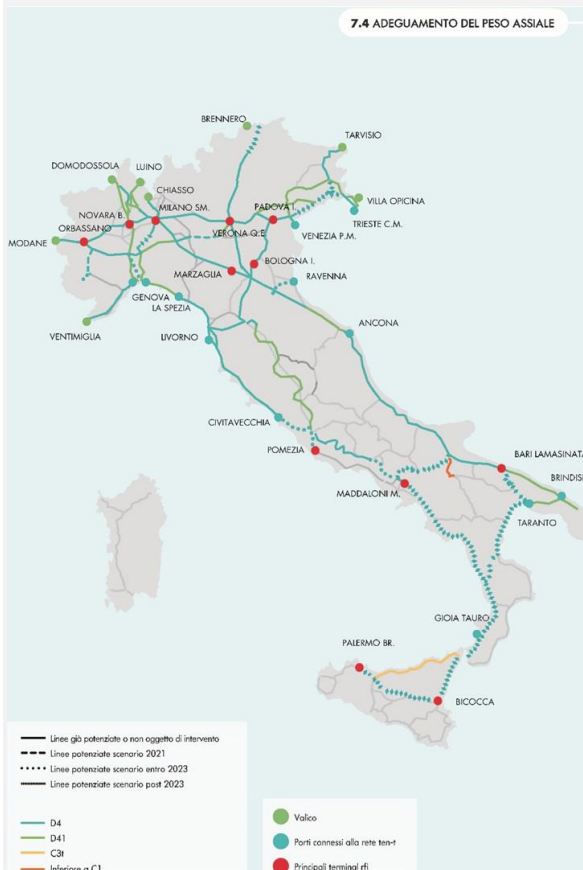 7.4 ADEGUAMENTO DEL PESO ASSIALE
BRENNERO
TARVISIO
DOMODOSSOLA
LUINO
CHIASSO
MILANO SM.
NOVARA B.
ORBASSANO
MODANE
PADOVA I.
VILLA OPICINA
TRIESTE C.M.
VERONA Q.E
VENEZIA P.M.
BOLOGNA I.
MARZAGLIA
RAVENNA
GENOVA
LA SPEZIA
VENTIMIGLIA
LIVORNO
ANCONA
CIVITAVECCHIA
POMEZIA
BARI LAMASINATA
BRINDISI
MADDALONI M.
TARANTO
GIOIA TAURO
PALERMO BR.
BICOCCA
Linee già potenziate o non oggetto di intervento
Linee potenziate scenario 2021
Linee potenziate scenario entro 2023
Linee potenziate scenario post 2023
D4
D41
C3t
Inferiore a C3
Valico
Porti connessi alla rete ten-t
Principali terminal rfi